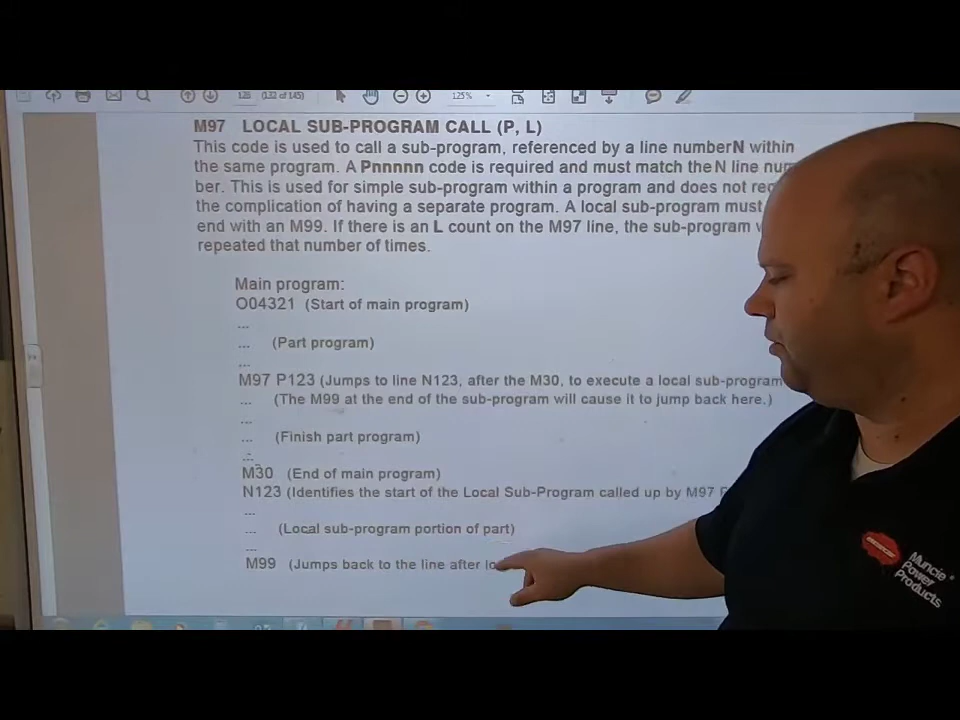 128 (132 of 145) 125%
M97 LOCAL SUB-PROGRAM CALL (P, L)
This code is used to call a sub-program, referenced by a line numberN within
the same program. A Pnnnnn code is required and must match the N line num
ber. This is used for simple sub-program within a program and does not
the complication of having a separate program. A local sub-program must
end with an M99. If there is an L count on the M97 line, the sub-program
repeated that number of times.
Main program:
O04321 (Start of main program)
...
... (Part program)
...
M97 P123 (Jumps to line N123, after the M30, to execute a local sub-program
... (The M99 at the end of the sub-program will cause it to jump back here.)
...
... (Finish part program)
...
M30 (End of main program)
N123 (Identifies the start of the Local Sub-Program called up by M97
...
... (Local sub-program portion of part)
...
M99 (Jumps back to the line after
Muncie
Power
Products